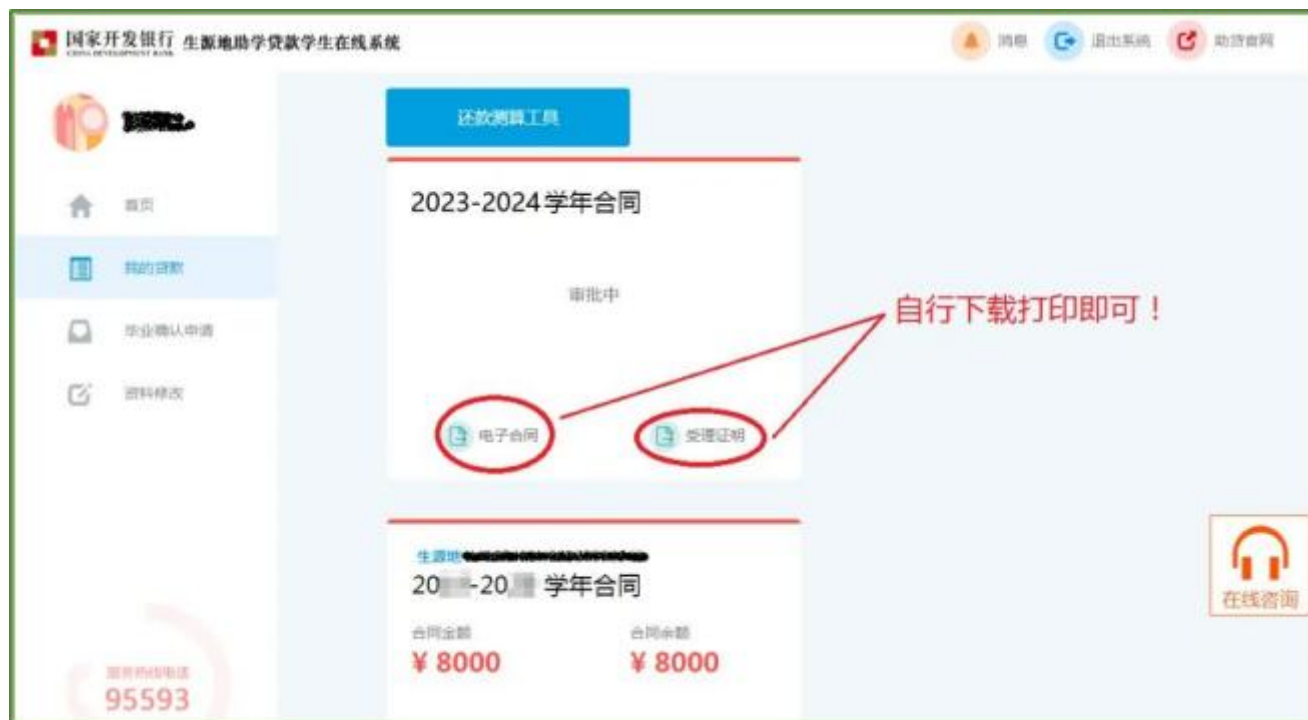 国家开发银行 生源地助学贷款学生在线系统
CHINA DEVELOPMENT BANK
消息 退出系统 助贷官网
还款测算工具
首页
我的贷款
毕业确认申请
资料修改
2023-2024学年合同
审批中
自行下载打印即可！
电子合同 受理证明
生源地
20 -20 学年合同
合同金额 合同余额
¥ 8000 ¥ 8000
在线咨询
服务热线电话
95593